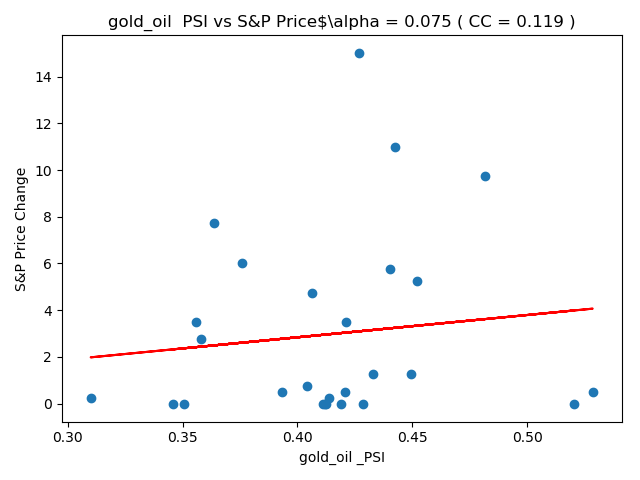 gold_oil  PSI vs S&P Price$\alpha = 0.075 ( CC = 0.119 )
S&P Price Change
14
12
10
8
6
4
2
0
0.30 0.35 0.40 0.45 0.50
gold_oil _PSI